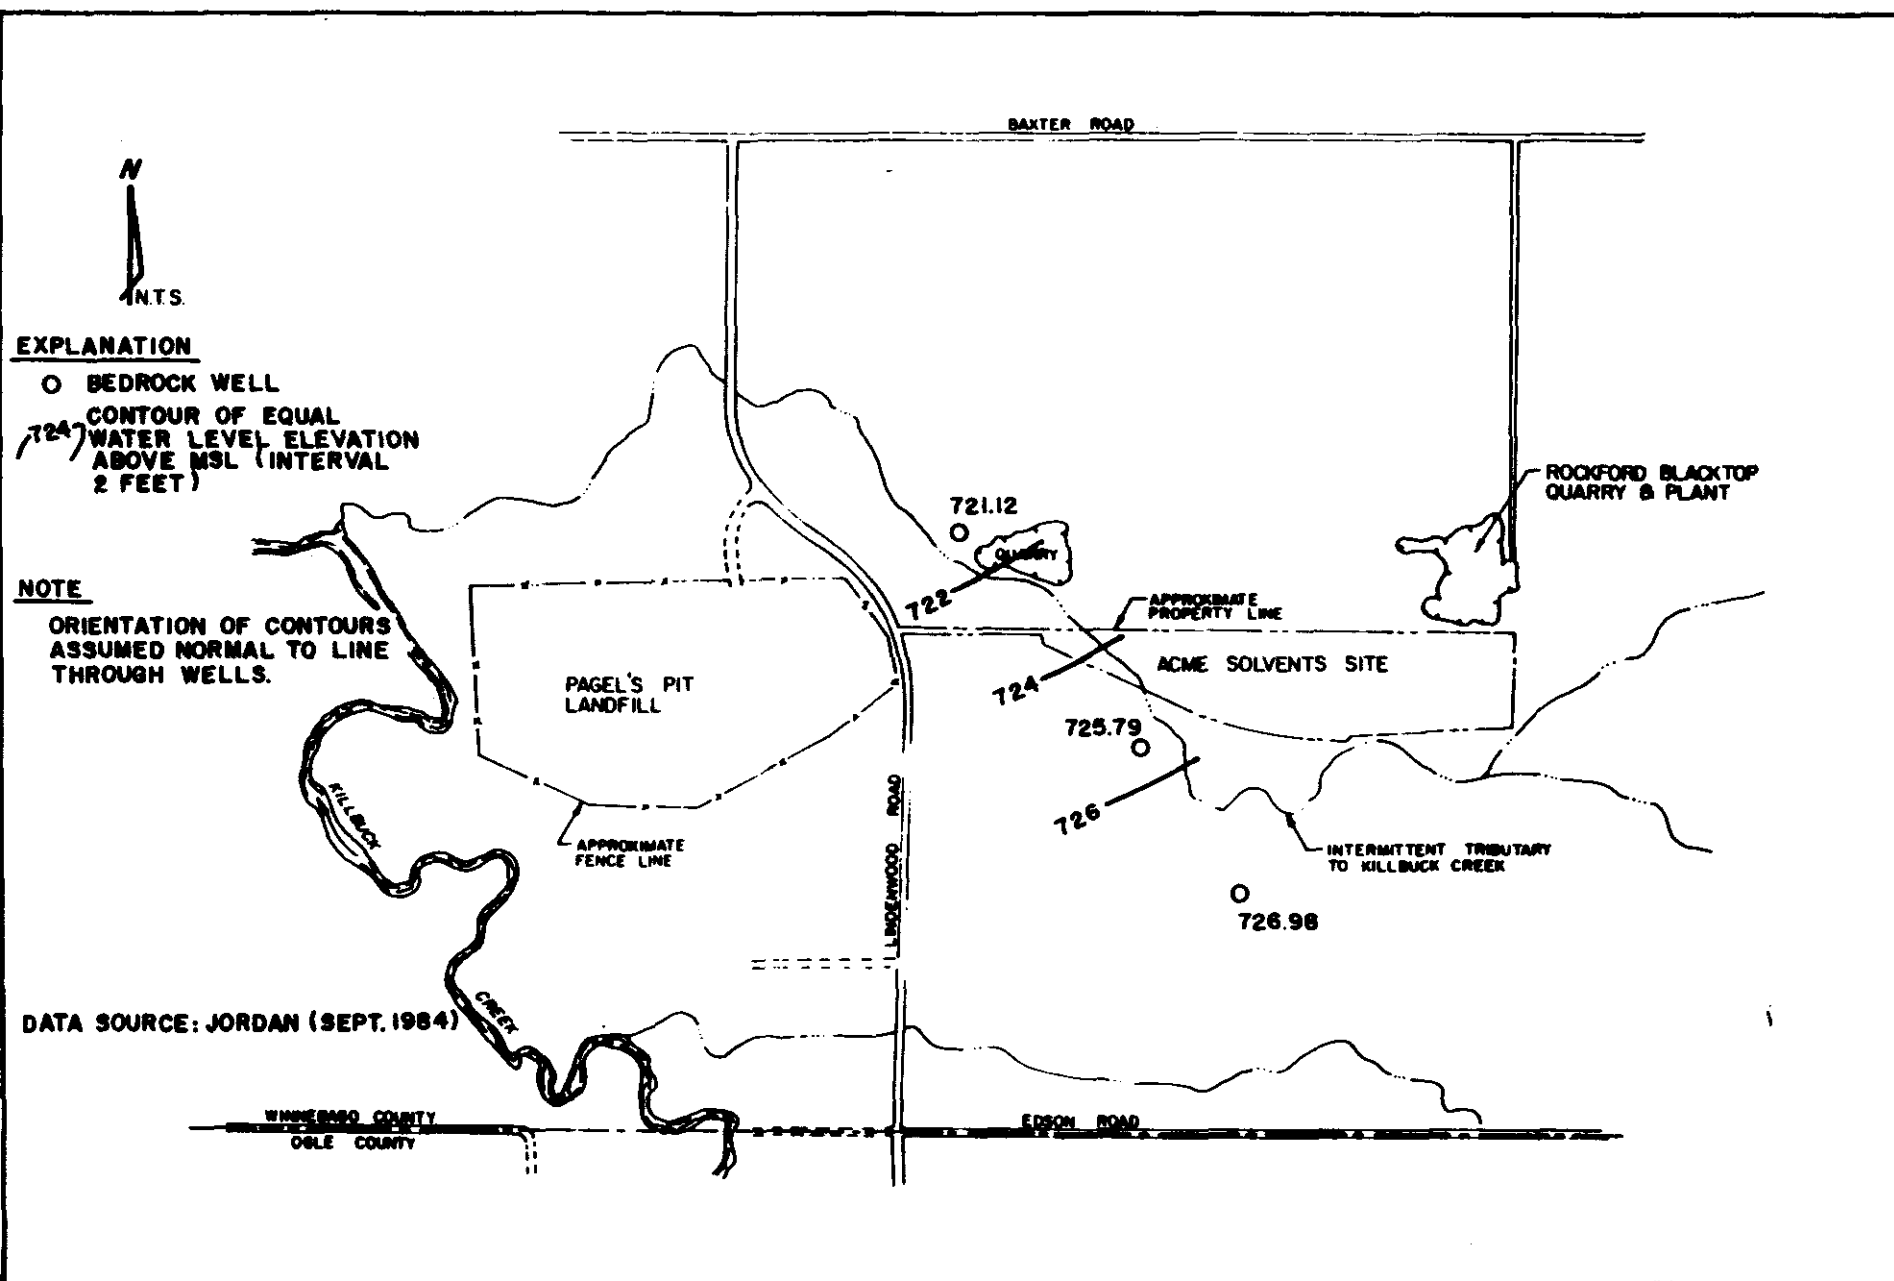 BAXTER ROAD
N
N.T.S.
EXPLANATION
BEDROCK WELL
724
CONTOUR OF EQUAL
WATER LEVEL ELEVATION
ABOVE MSL (INTERVAL
2 FEET)
NOTE
ORIENTATION OF CONTOURS
ASSUMED NORMAL TO LINE
THROUGH WELLS.
ROCKFORD BLACKTOP
QUARRY & PLANT
721.12
QUARRY
722
APPROXIMATE
PROPERTY LINE
ACME SOLVENTS SITE
724
PAGEL'S PIT
LANDFILL
725.79
726
KILLBUCK
CREEK
APPROXIMATE
FENCE LINE
LINDENWOOD ROAD
INTERMITTENT TRIBUTARY
TO KILLBUCK CREEK
726.98
DATA SOURCE: JORDAN (SEPT. 1984)
WINNEBAGO COUNTY
OGLE COUNTY
EDSON ROAD